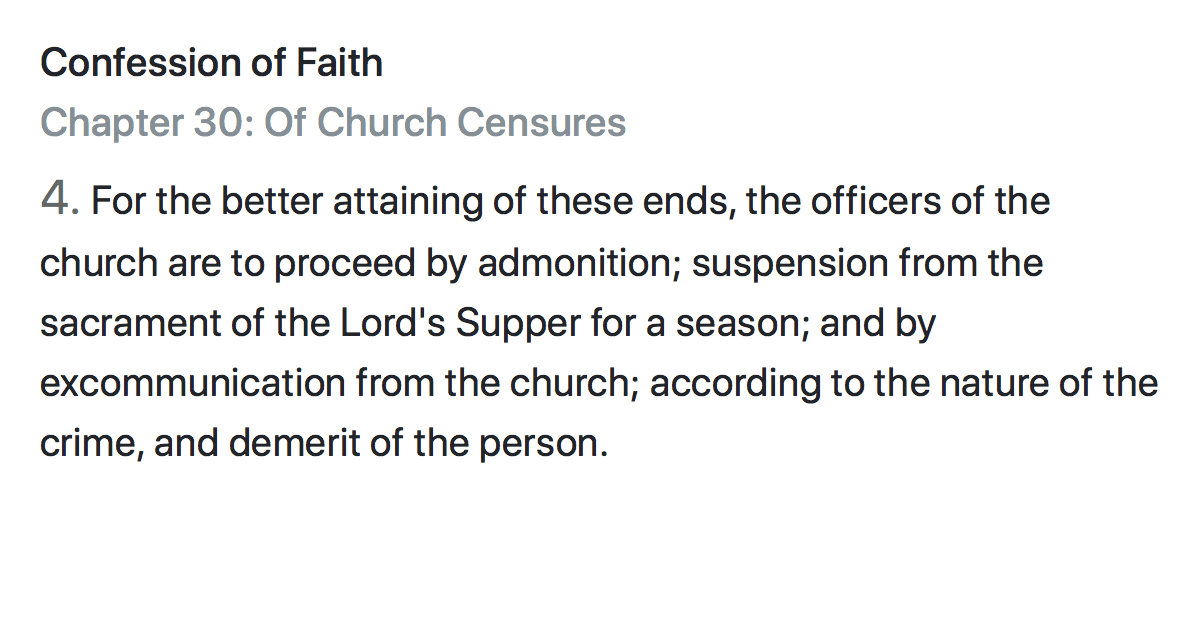 Confession of Faith
Chapter 30: Of Church Censures
4. For the better attaining of these ends, the officers of the
church are to proceed by admonition; suspension from the
sacrament of the Lord's Supper for a season; and by
excommunication from the church; according to the nature of the
crime, and demerit of the person.